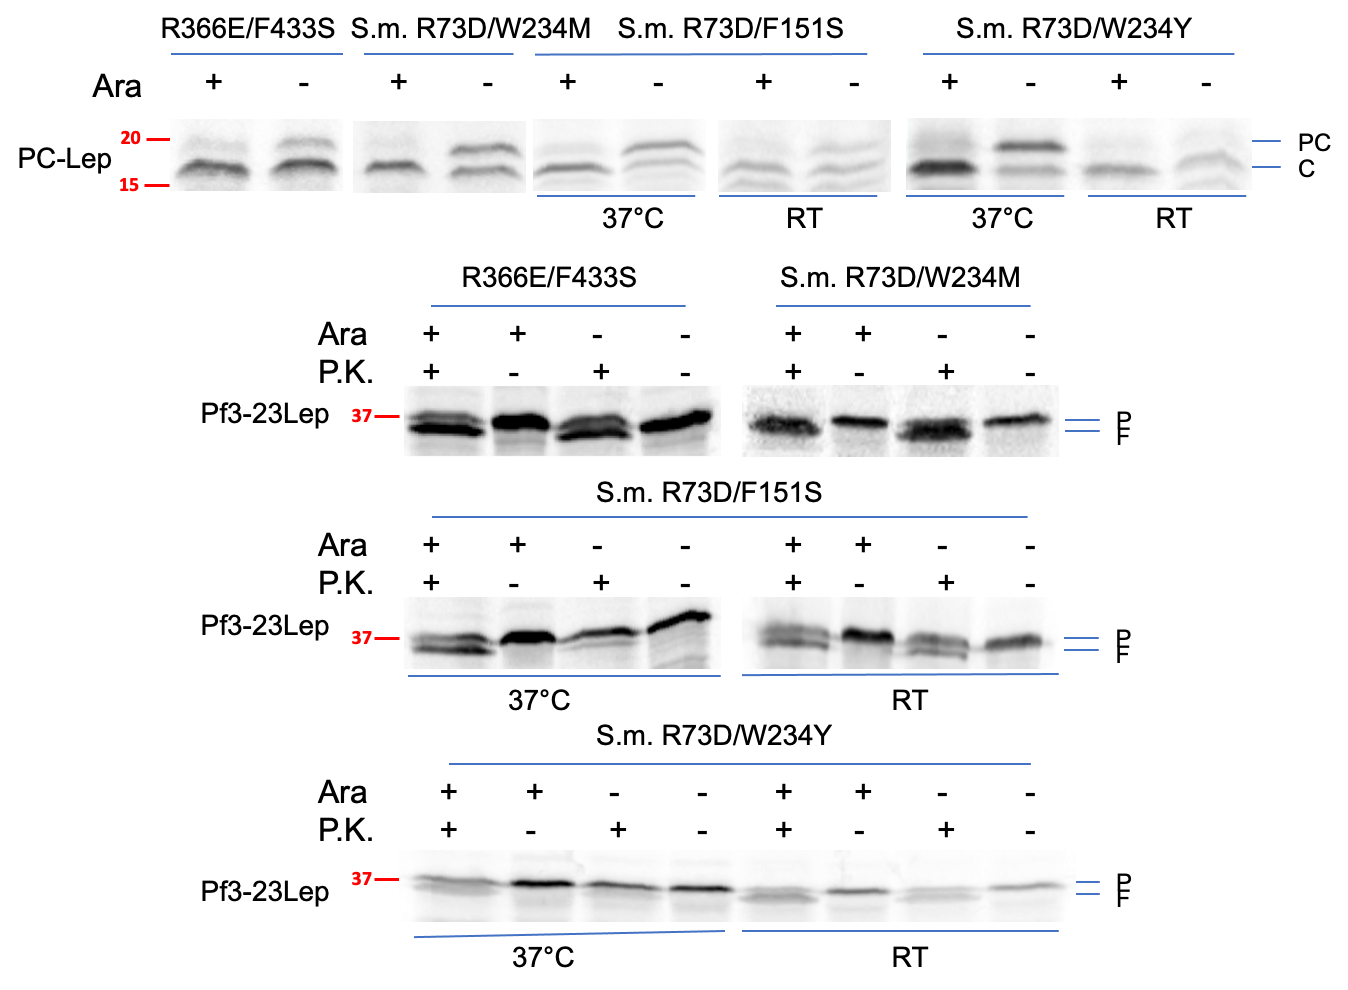 R366E/F433S S.m. R73D/W234M S.m. R73D/F151S S.m. R73D/W234Y
Ara + - + - + - + - + - + -
20
PC-Lep
15
PC
C
37°C RT 37°C RT
R366E/F433S S.m. R73D/W234M
Ara + + - - + + - -
P.K. + - + - + - + -
Pf3-23Lep 37
P
F
S.m. R73D/F151S
Ara + + - - + + - -
P.K. + - + - + - + -
Pf3-23Lep 37
P
F
37°C RT
S.m. R73D/W234Y
Ara + + - - + + - -
P.K. + - + - + - + -
Pf3-23Lep 37
P
F
37°C RT